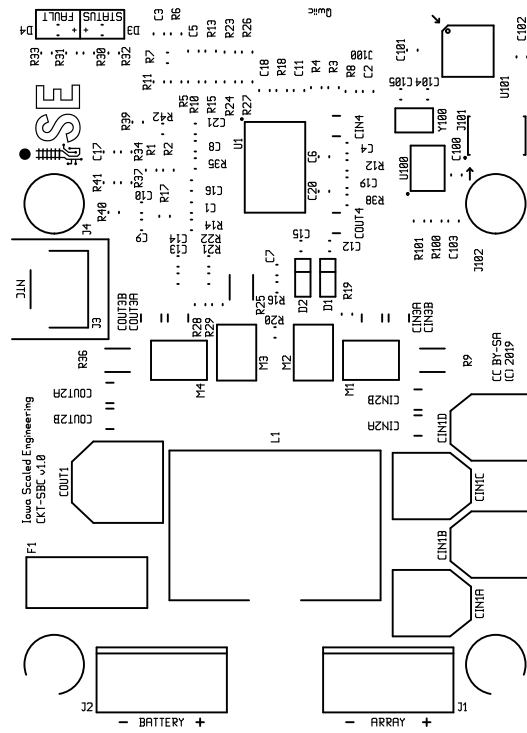 D4
FAULT
STATUS
D3
C3
R6
C5
R13
R23
R26
Qwiic
C102
R33
R31
R30
R32
R7
R11
C18
R18
C11
R4
R3
R8
C2
J100
C101
U101
C105
C104
ISE
R39
R42
R5
R10
R15
R24
R27
C21
U1
CIN4
Y100
J101
C17
R34
R1
R2
C8
R35
C6
C4
R12
U100
C100
R41
R37
C10
R17
C16
C20
C19
R38
R40
C1
R14
J4
C9
C14
C13
R22
R21
C15
C12
COUT4
R101
R100
C103
J102
NTC
J3
C7
R25
R16
R20
D2
D1
R19
COUT3B
COUT3A
R28
R29
CIN3A
CIN3B
R36
M4
M3
M2
M1
R9
CC BY-SA
(C) 2019
COUT2A
COUT2B
CIN2B
CIN2A
Iowa Scaled Engineering
CKT-SBC v1.0
COUT1
L1
CIN1D
CIN1C
CIN1B
CIN1A
F1
J2
J1
− BATTERY +
− ARRAY +